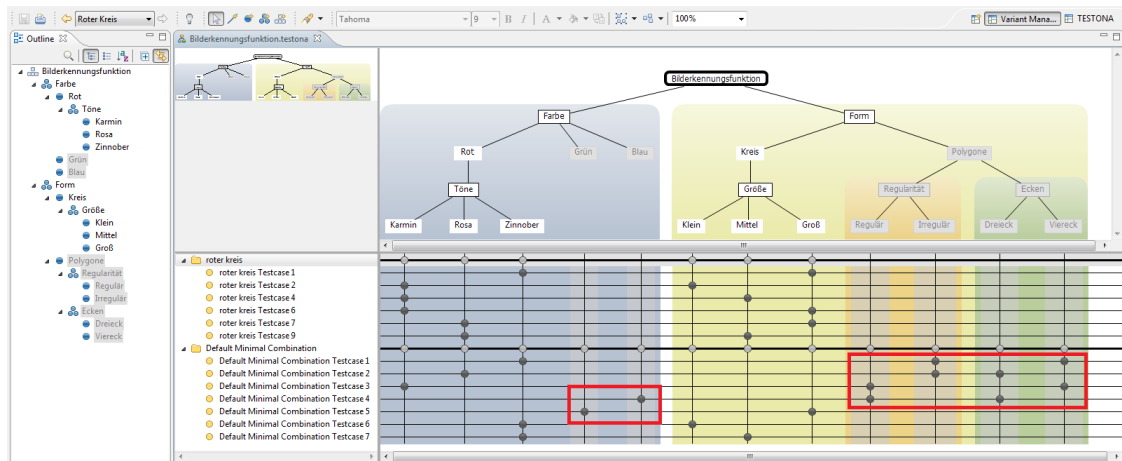 Roter Kreis
Tahoma
9
B I A
100%
Variant Mana...
TESTONA
Outline
Bilderkennungsfunktion
Farbe
Rot
Töne
Karmin
Rosa
Zinnober
Grün
Blau
Form
Kreis
Größe
Klein
Mittel
Groß
Polygone
Regularität
Regulär
Irregulär
Ecken
Dreieck
Viereck
Bilderkennungsfunktion.testona
Bilderkennungsfunktion
Farbe Form
Rot Grün Blau Kreis Polygone
Töne Größe Regularität Ecken
Karmin Rosa Zinnober Klein Mittel Groß Regulär Irregulär Dreieck Viereck
roter kreis
roter kreis Testcase 1
roter kreis Testcase 2
roter kreis Testcase 4
roter kreis Testcase 6
roter kreis Testcase 7
roter kreis Testcase 9
Default Minimal Combination
Default Minimal Combination Testcase 1
Default Minimal Combination Testcase 2
Default Minimal Combination Testcase 3
Default Minimal Combination Testcase 4
Default Minimal Combination Testcase 5
Default Minimal Combination Testcase 6
Default Minimal Combination Testcase 7